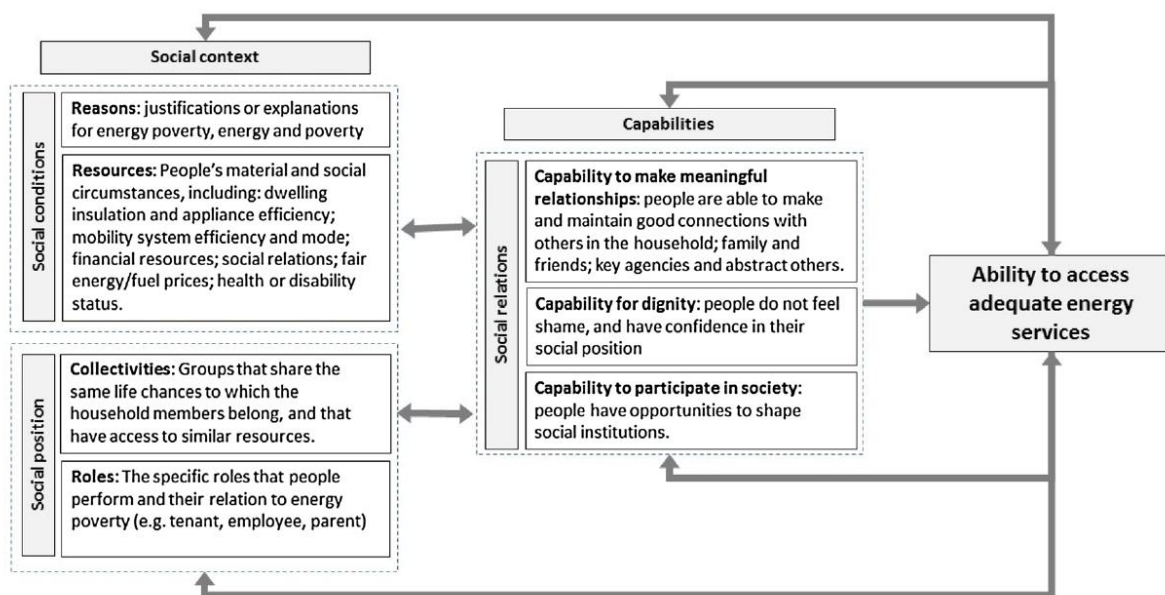 Social context
Social conditions
Reasons: justifications or explanations
for energy poverty, energy and poverty
Resources: People's material and social
circumstances, including: dwelling
insulation and appliance efficiency;
mobility system efficiency and mode;
financial resources; social relations; fair
energy/fuel prices; health or disability
status.
Social position
Collectivities: Groups that share the
same life chances to which the
household members belong, and that
have access to similar resources.
Roles: The specific roles that people
perform and their relation to energy
poverty (e.g. tenant, employee, parent)
Capabilities
Social relations
Capability to make meaningful
relationships: people are able to make
and maintain good connections with
others in the household; family and
friends; key agencies and abstract others.
Capability for dignity: people do not feel
shame, and have confidence in their
social position
Capability to participate in society:
people have opportunities to shape
social institutions.
Ability to access
adequate energy
services